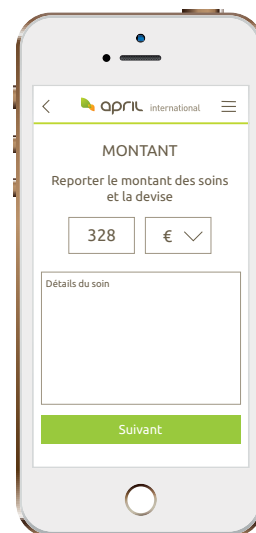 april international
MONTANT
Reporter le montant des soins
et la devise
328 €
Détails du soin
Suivant